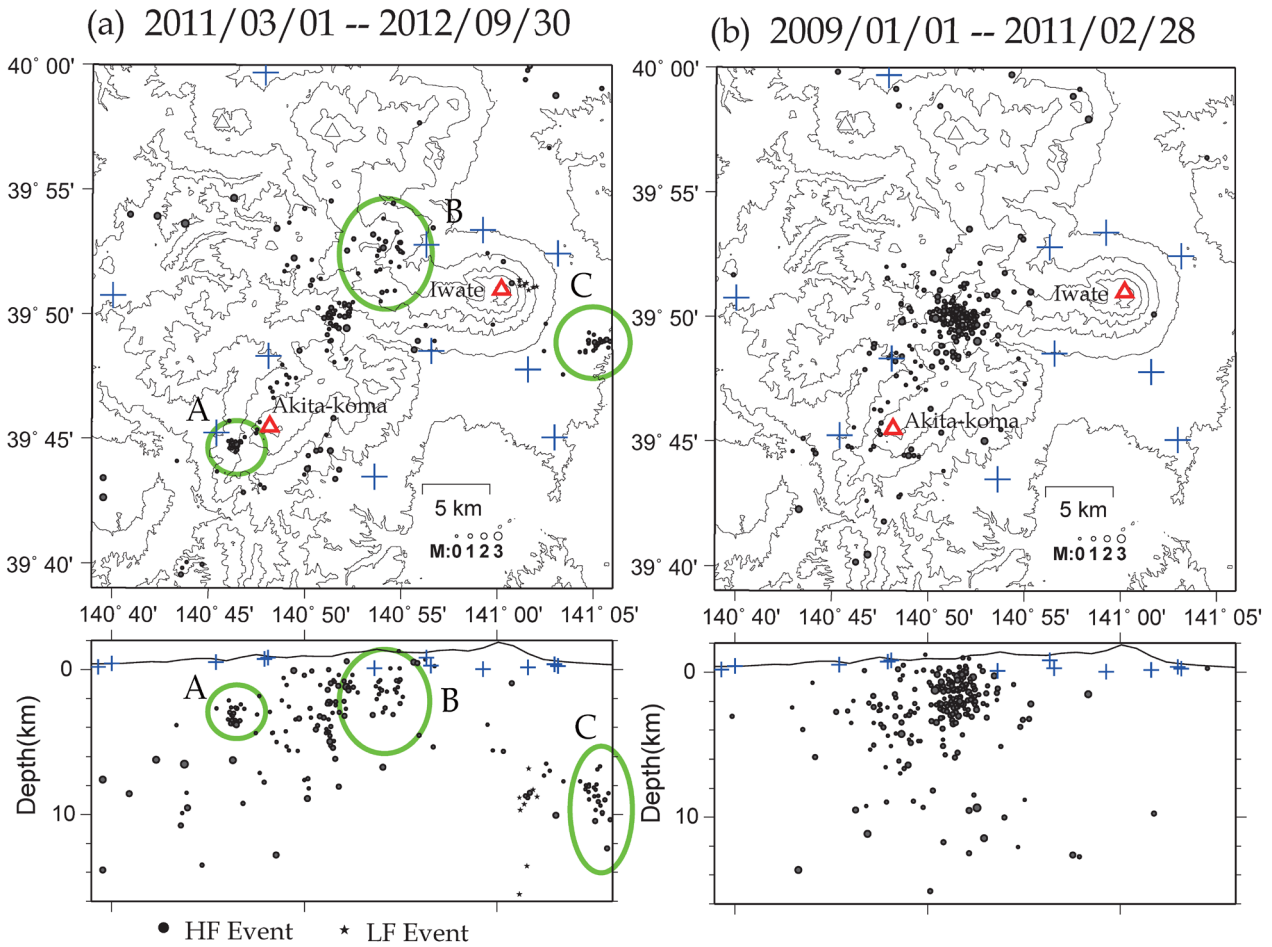 (a) 2011/03/01 -- 2012/09/30
(b) 2009/01/01 -- 2011/02/28
40° 00'
39° 55'
39° 50'
39° 45'
39° 40'
B
Iwate
C
A
Akita-koma
5 km
M:0 1 2 3
40° 00'
39° 55'
39° 50'
39° 45'
39° 40'
Iwate
Akita-koma
5 km
M:0 1 2 3
140° 40' 140° 45' 140° 50' 140° 55' 141° 00' 141° 05'
140° 40' 140° 45' 140° 50' 140° 55' 141° 00' 141° 05'
Depth(km)
0
10
A
B
C
Depth(km)
0
10
HF Event
LF Event